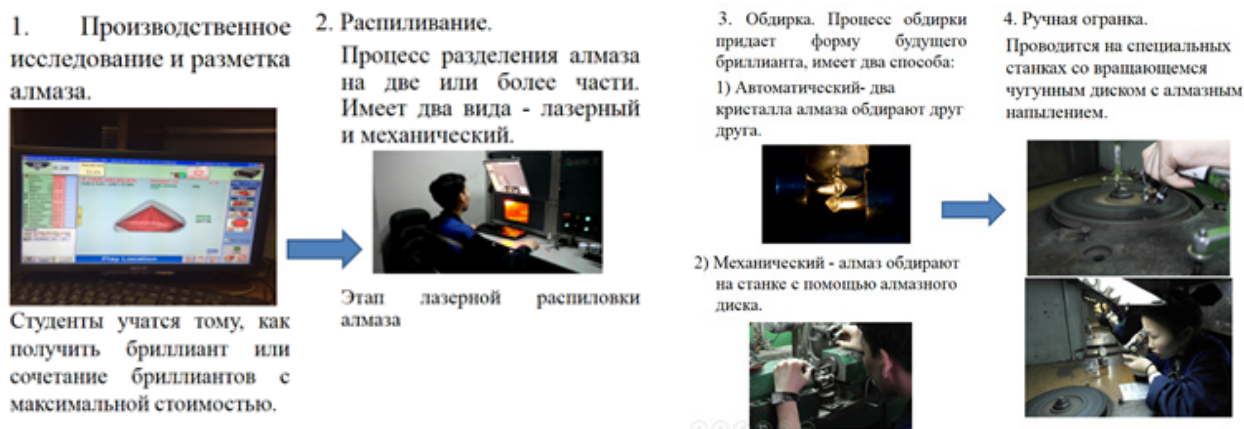 1. Производственное
исследование и разметка
алмаза.
Студенты учатся тому, как
получить бриллиант или
сочетание бриллиантов с
максимальной стоимостью.
2. Распиливание.
Процесс разделения алмаза
на две или более части.
Имеет два вида - лазерный
и механический.
Этап лазерной распиловки
алмаза
3. Обдирка. Процесс обдирки
придает форму будущего
бриллианта, имеет два способа:
1) Автоматический- два
кристалла алмаза обдирают друг
друга.
2) Механический - алмаз обдирают
на станке с помощью алмазного
диска.
4. Ручная огранка.
Проводится на специальных
станках со вращающемся
чугунным диском с алмазным
напылением.